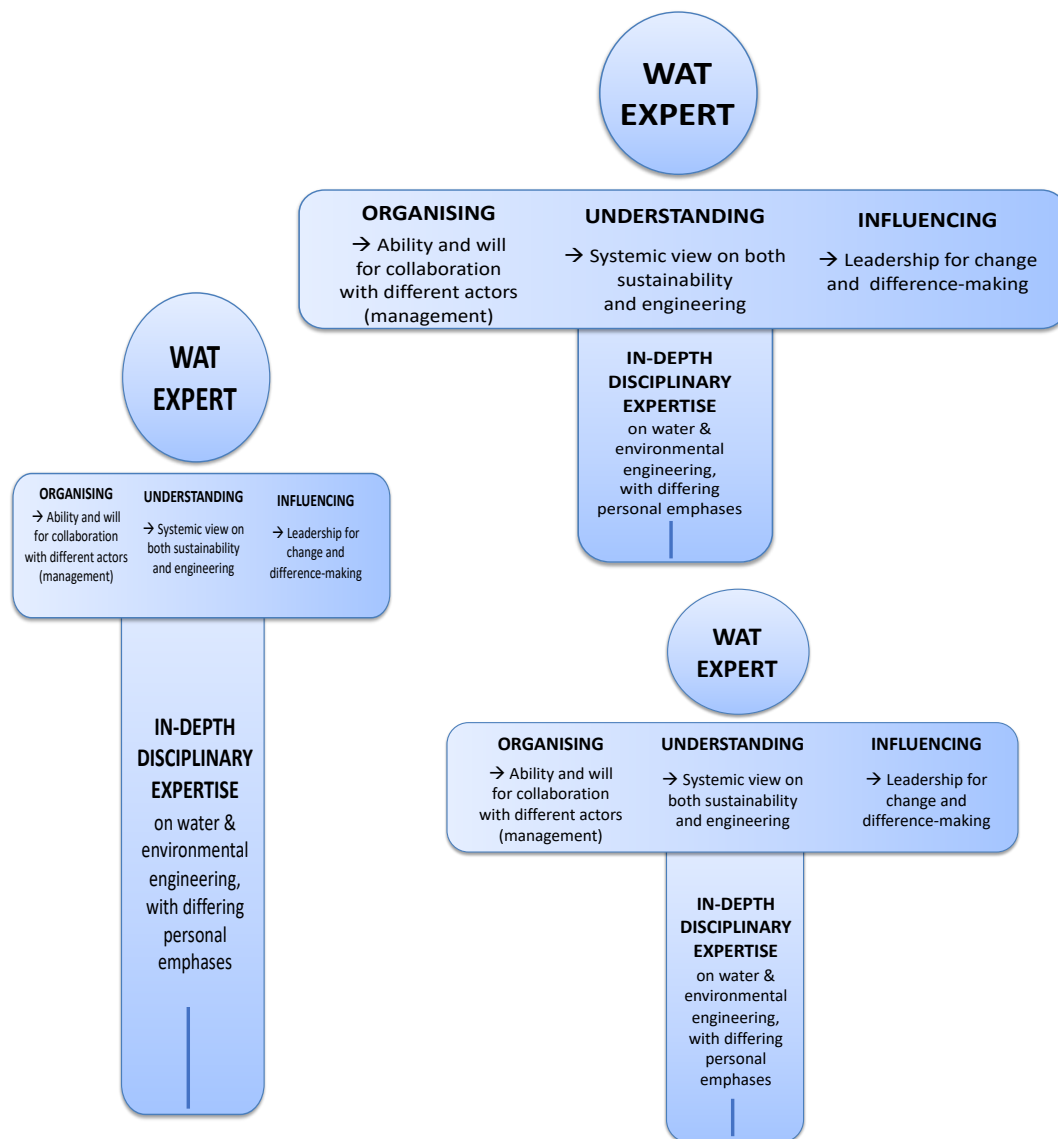 WAT
EXPERT
ORGANISING
→ Ability and will
for collaboration
with different actors
(management)
UNDERSTANDING
→ Systemic view on both
sustainability
and engineering
INFLUENCING
→ Leadership for change
and difference-making
IN-DEPTH
DISCIPLINARY
EXPERTISE
on water &
environmental
engineering,
with differing
personal emphases
WAT
EXPERT
ORGANISING
→ Ability and will
for collaboration
with different actors
(management)
UNDERSTANDING
→ Systemic view on
both sustainability
and engineering
INFLUENCING
→ Leadership for
change and
difference-making
IN-DEPTH
DISCIPLINARY
EXPERTISE
on water &
environmental
engineering,
with differing
personal
emphases
WAT
EXPERT
ORGANISING
→ Ability and will
for collaboration
with different actors
(management)
UNDERSTANDING
→ Systemic view on
both sustainability
and engineering
INFLUENCING
→ Leadership for
change and
difference-making
IN-DEPTH
DISCIPLINARY
EXPERTISE
on water &
environmental
engineering,
with differing
personal
emphases